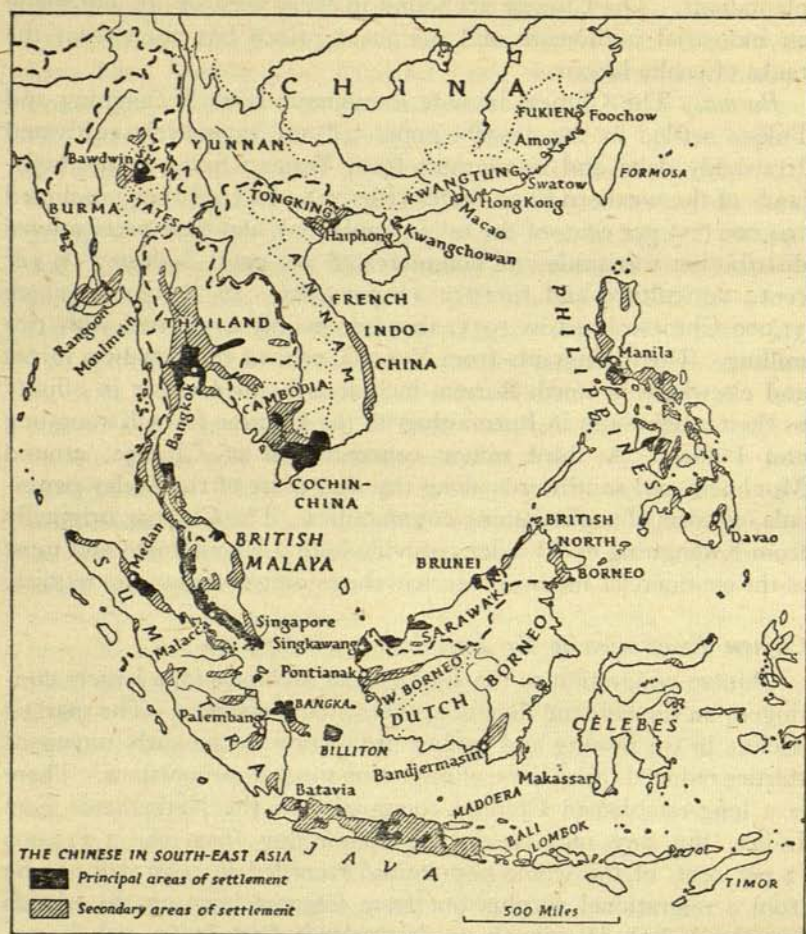 CHINA
FUKIEN
Foochow
Amoy
YUNNAN
Bawdwin
SHAN
STATES
KWANGTUNG
Swatow
FORMOSA
BURMA
TONGKING
Hong Kong
Macao
Haiphong
Kwangchowan
ANNAM
FRENCH
INDO-
CHINA
Rangoon
Moulmein
THAILAND
PHILIPPINES
Manila
Bangkok
CAMBODIA
COCHIN-
CHINA
BRITISH
MALAYA
BRITISH
NORTH
BORNEO
Davao
Medan
BRUNEI
SUMATRA
SARAWAK
Singapore
Malacca
Singkawang
Pontianak
W. BORNEO
DUTCH
BORNEO
BANGKA
Palembang
BILLITON
CELEBES
Bandjermasin
Makassar
Batavia
MADOERA
BALI
LOMBOK
JAVA
TIMOR
THE CHINESE IN SOUTH-EAST ASIA
Principal areas of settlement
Secondary areas of settlement
500 Miles